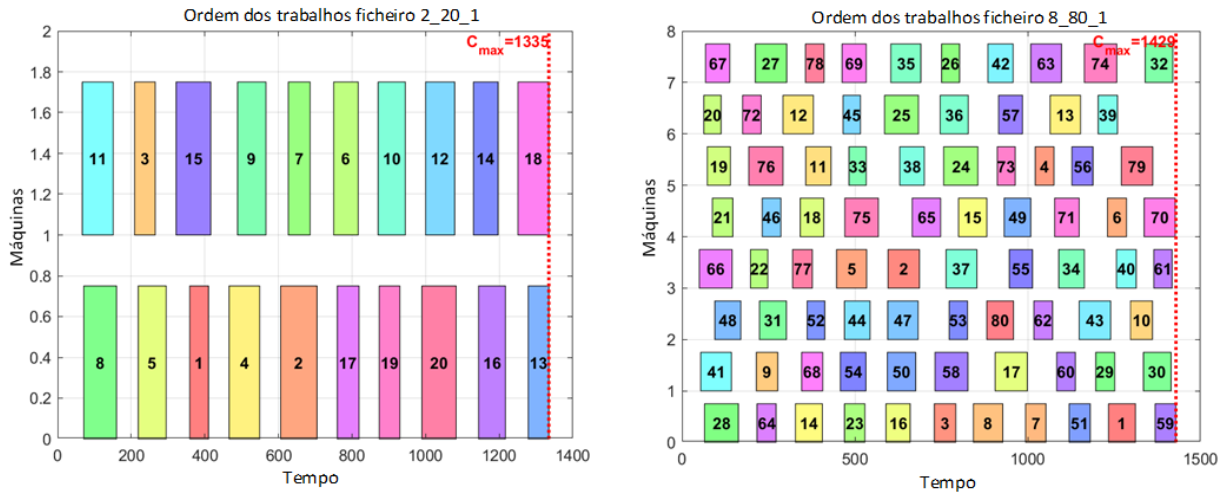 Ordem dos trabalhos ficheiro 2_20_1
C_max=1335
2
1.8
1.6
1.4
1.2
1
0.8
0.6
0.4
0.2
0
Máquinas
11 3 15 9 7 6 10 12 14 18
8 5 1 4 2 17 19 20 16 13
0 200 400 600 800 1000 1200 1400
Tempo
Ordem dos trabalhos ficheiro 8_80_1
C_max=1429
8
7
6
5
4
3
2
1
0
Máquinas
67 27 78 69 35 26 42 63 74 32
20 72 12 45 25 36 57 13 39
19 76 11 33 38 24 73 4 56 79
21 46 18 75 65 15 49 71 6 70
66 22 77 5 2 37 55 34 40 61
48 31 52 44 47 53 80 62 43 10
41 9 68 54 50 58 17 60 29 30
28 64 14 23 16 3 8 7 51 1 59
0 500 1000 1500
Tempo